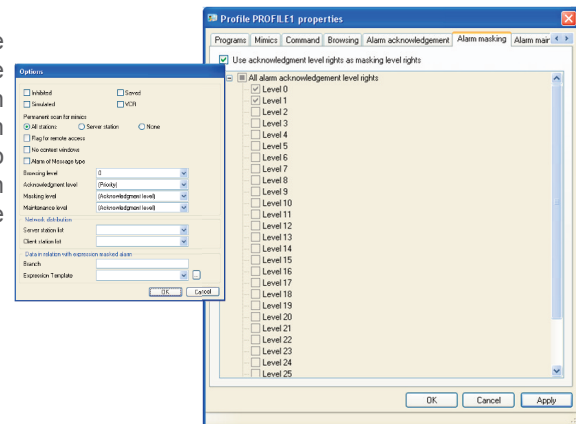 Profile PROFILE1 properties
Programs Mimics Command Browsing Alarm acknowledgement Alarm masking Alarm mair
Use acknowledgment level rights as masking level rights
All alarm acknowledgement level rights
Level 0
Level 1
Level 2
Level 3
Level 4
Level 5
Level 6
Level 7
Level 8
Level 9
Level 10
Level 11
Level 12
Level 13
Level 14
Level 15
Level 16
Level 17
Level 18
Level 19
Level 20
Level 21
Level 22
Level 23
Level 24
Level 25
OK Cancel Apply
Options
Inhibited Saved
Simulated VCR
Permanent scan for mimics
All stations Server station None
Flag for remote access
No context windows
Alarm of Message type
Browsing level 0
Acknowledgment level (Priority)
Masking level (Acknowledgment level)
Maintenance level (Acknowledgment level)
Network distribution
Server station list
Client station list
Data in relation with expression masked alarm
Branch
Expression Template ...
OK Cancel